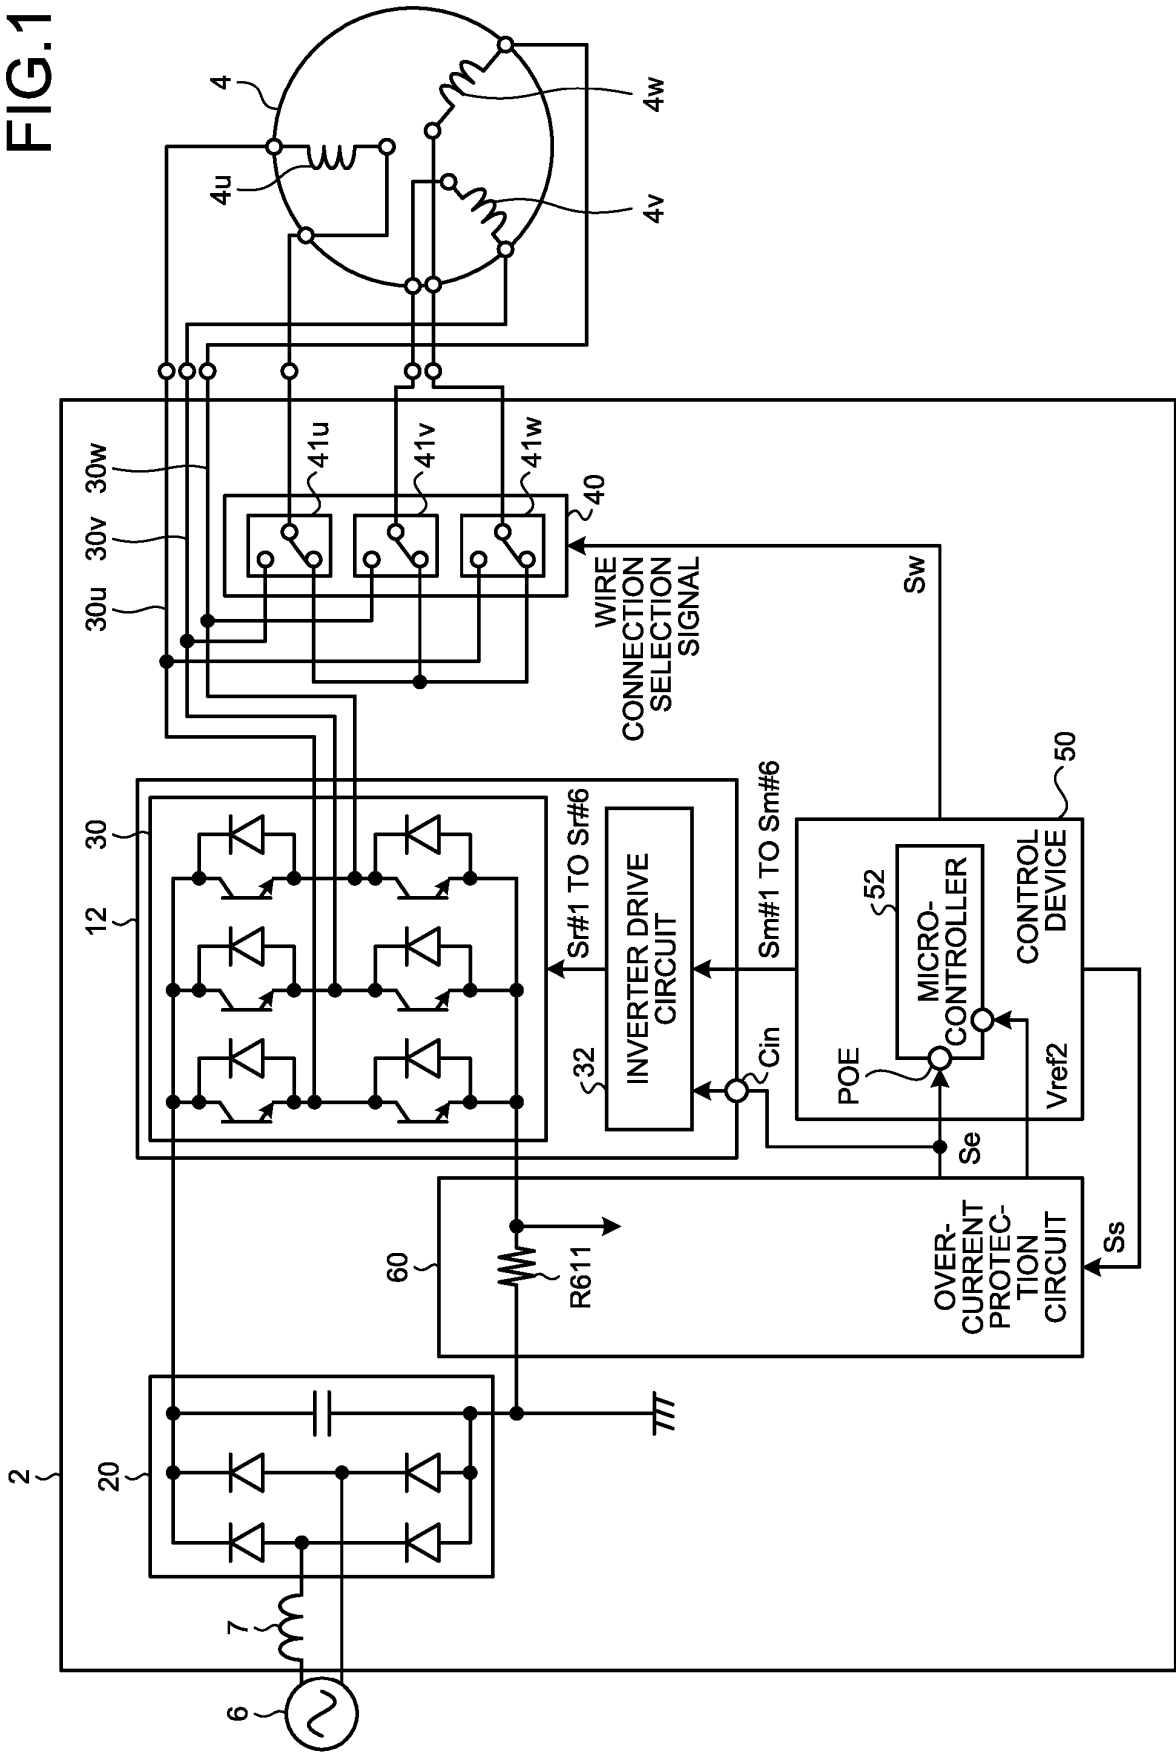 FIG.1
2
20
6
7
12
30
30u
30v
30w
4
4u
4v
4w
41u
41v
41w
40
WIRE
CONNECTION
SELECTION
SIGNAL
Sw
Sr#1 TO Sr#6
32
INVERTER DRIVE
CIRCUIT
Cin
Sm#1 TO Sm#6
50
52
MICRO-
CONTROLLER
CONTROL
DEVICE
POE
Vref2
Se
Ss
60
R611
OVER-
CURRENT
PROTEC-
TION
CIRCUIT